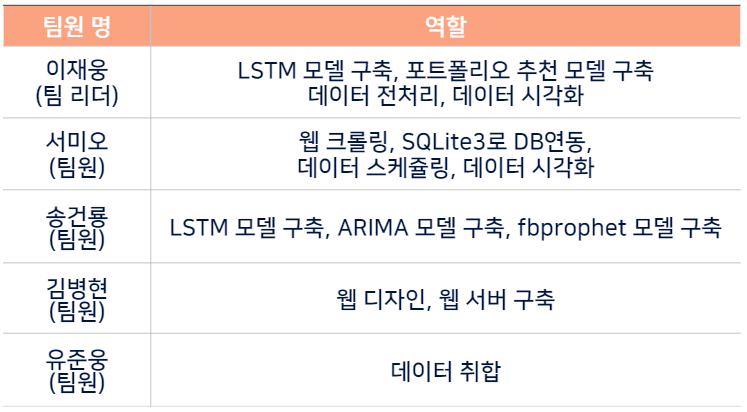 팀원 명
역할
이재웅
(팀 리더)
LSTM 모델 구축, 포트폴리오 추천 모델 구축
데이터 전처리, 데이터 시각화
서미오
(팀원)
웹 크롤링, SQLite3로 DB연동,
데이터 스케쥴링, 데이터 시각화
송건룡
(팀원)
LSTM 모델 구축, ARIMA 모델 구축, fbprophet 모델 구축
김병현
(팀원)
웹 디자인, 웹 서버 구축
유준웅
(팀원)
데이터 취합